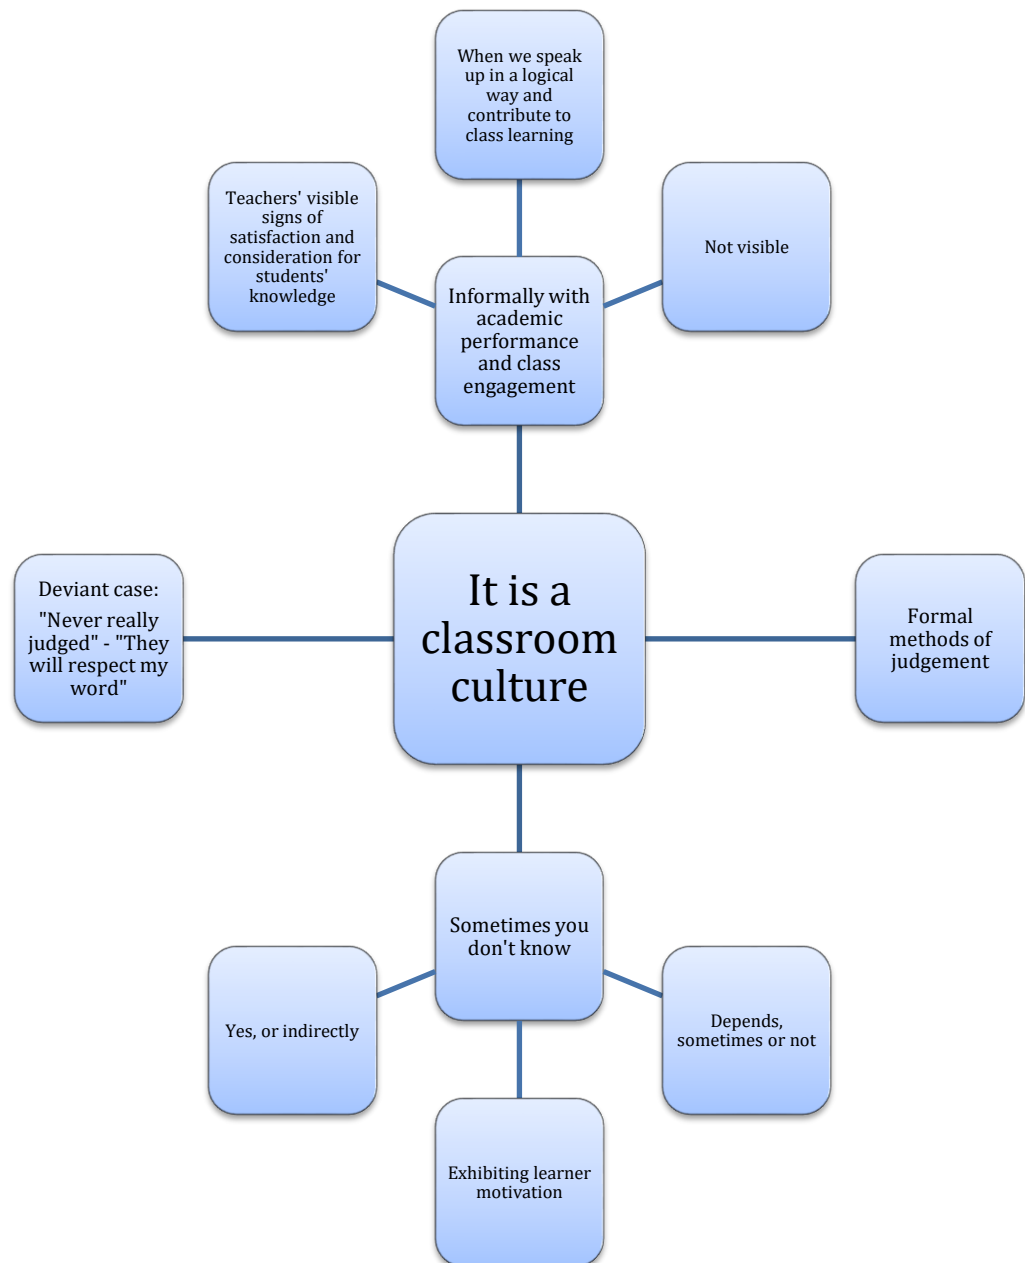 When we speak
up in a logical
way and
contribute to
class learning
Teachers' visible
signs of
satisfaction and
consideration for
students'
knowledge
Not visible
Informally with
academic
performance
and class
engagement
Deviant case:
"Never really
judged" - "They
will respect my
word"
It is a
classroom
culture
Formal
methods of
judgement
Sometimes you
don't know
Yes, or indirectly
Depends,
sometimes or not
Exhibiting learner
motivation